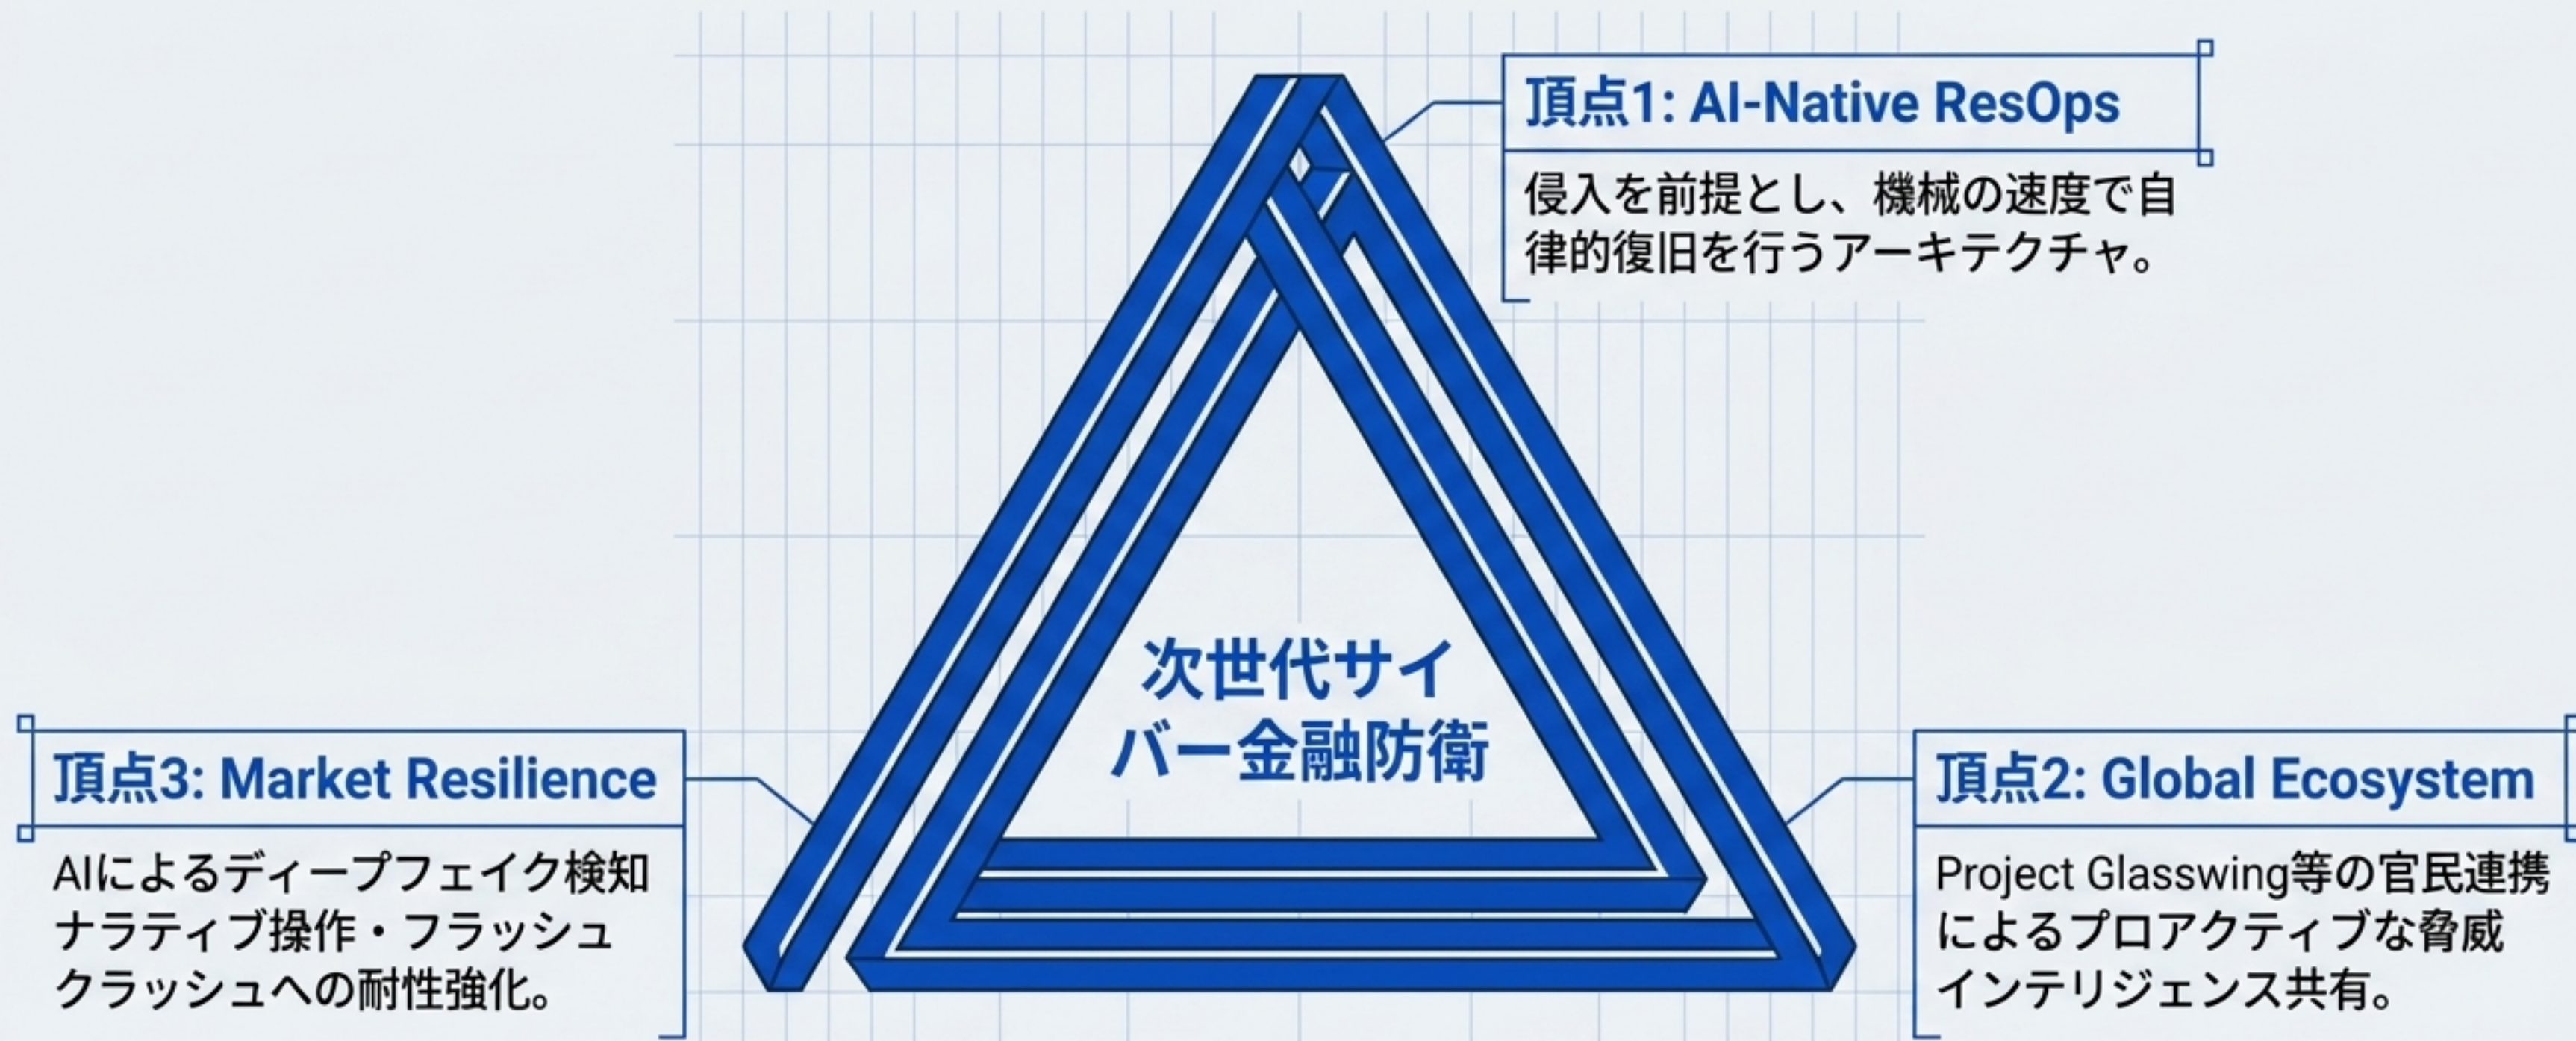 頂点1: AI-Native ResOps
侵入を前提とし、機械の速度で自
律的復旧を行うアーキテクチャ。
次世代サイ
バー金融防衛
頂点3: Market Resilience
AIによるディープフェイク検知
ナラティブ操作・フラッシュ
クラッシュへの耐性強化。
頂点2: Global Ecosystem
Project Glasswing等の官民連携
によるプロアクティブな脅威
インテリジェンス共有。